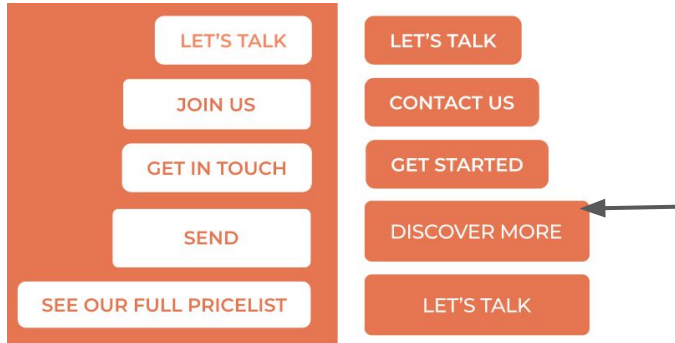 LET'S TALK
JOIN US
GET IN TOUCH
SEND
SEE OUR FULL PRICELIST
LET'S TALK
CONTACT US
GET STARTED
DISCOVER MORE
LET'S TALK